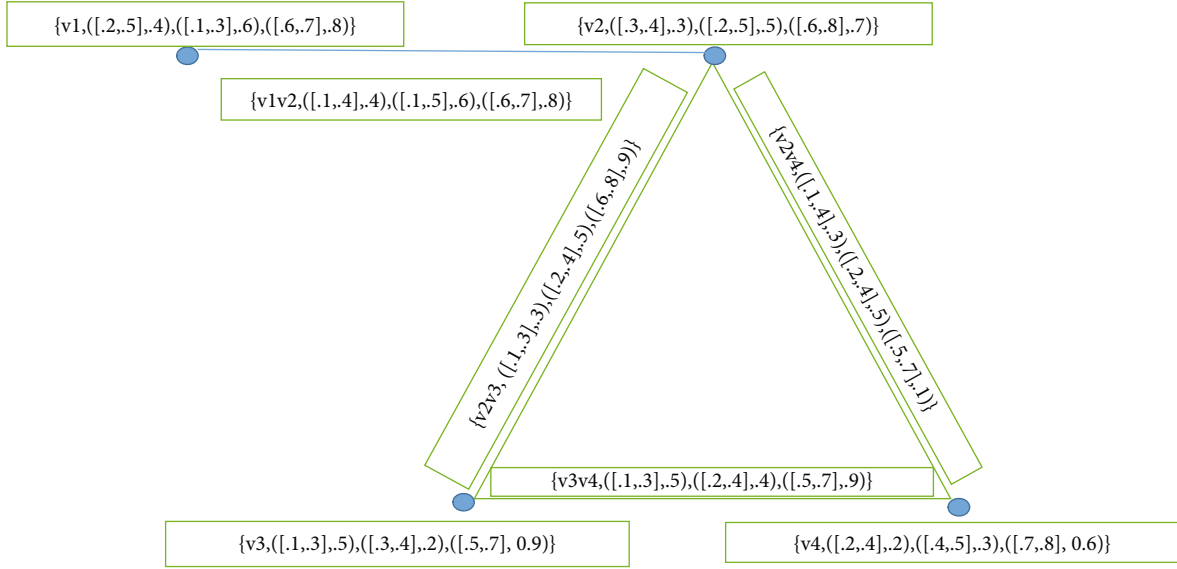 {v1,([.2,.5],.4),([.1,.3],.6),([.6,.7],.8)}
{v2,([.3,.4],.3),([.2,.5],.5),([.6,.8],.7)}
{v1v2,([.1,.4],.4),([.1,.5],.6),([.6,.7],.8)}
{v2v3, ([.1,.3],.3),([.2,.4],.5),([.6,.8],.9)}
{v2v4,([.1,.4],.3),([.2,.4],.5),([.5,.7],.1)}
{v3v4,([.1,.3],.5),([.2,.4],.4),([.5,.7],.9)}
{v3,([.1,.3],.5),([.3,.4],.2),([.5,.7], 0.9)}
{v4,([.2,.4],.2),([.4,.5],.3),([.7,.8], 0.6)}